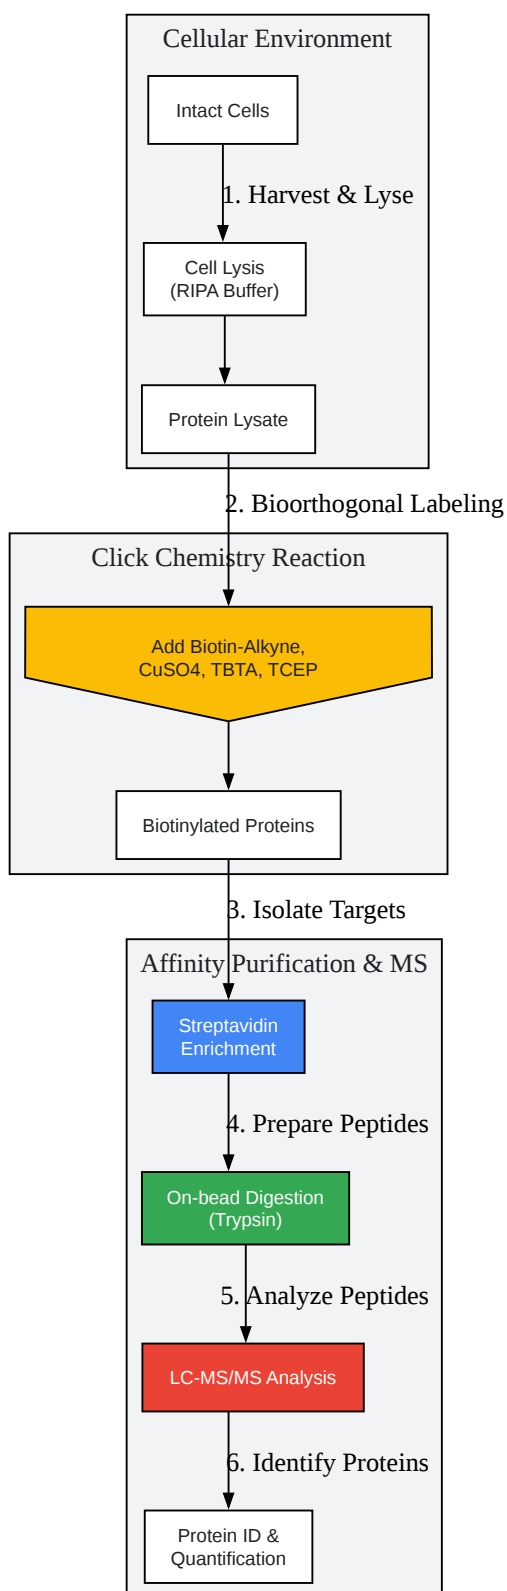 Cellular Environment
Intact Cells
1. Harvest & Lyse
Cell Lysis
(RIPA Buffer)
Protein Lysate
2. Bioorthogonal Labeling
Click Chemistry Reaction
Add Biotin-Alkyne,
CuSO4, TBTA, TCEP
Biotinylated Proteins
3. Isolate Targets
Affinity Purification & MS
Streptavidin
Enrichment
4. Prepare Peptides
On-bead Digestion
(Trypsin)
5. Analyze Peptides
LC-MS/MS Analysis
6. Identify Proteins
Protein ID &
Quantification